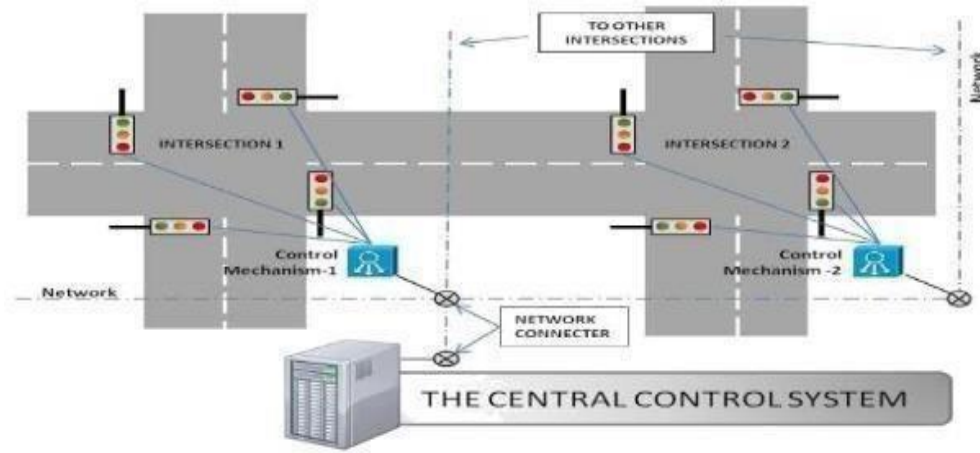 TO OTHER
INTERSECTIONS
Network
INTERSECTION 1
INTERSECTION 2
Control
Mechanism-1
Control
Mechanism -2
Network
NETWORK
CONNECTER
THE CENTRAL CONTROL SYSTEM